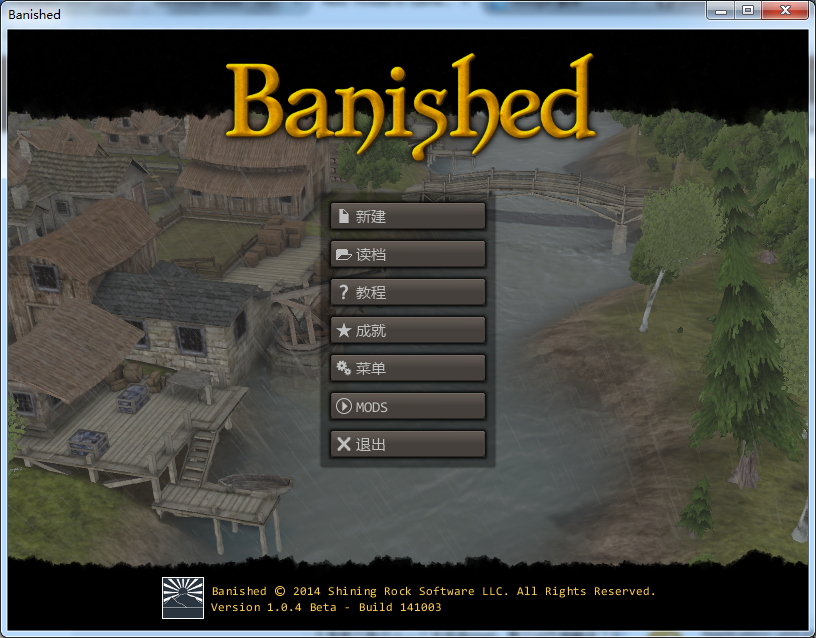 Banished
Banished
新建
读档
? 教程
成就
菜单
MODS
退出
Banished © 2014 Shining Rock Software LLC. All Rights Reserved.
Version 1.0.4 Beta - Build 141003